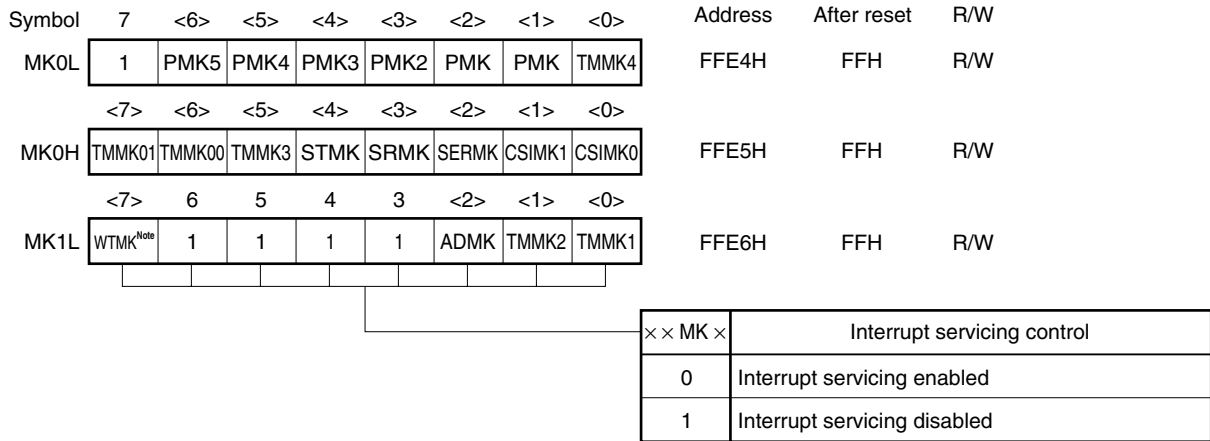 Symbol 7 <6> <5> <4> <3> <2> <1> <0> Address After reset R/W
MK0L 1 PMK5 PMK4 PMK3 PMK2 PMK PMK TMMK4 FFE4H FFH R/W
<7> <6> <5> <4> <3> <2> <1> <0>
MK0H TMMK01 TMMK00 TMMK3 STMK SRMK SERMK CSIMK1 CSIMK0 FFE5H FFH R/W
<7> 6 5 4 3 <2> <1> <0>
MK1L WTMK Note 1 1 1 1 ADMK TMMK2 TMMK1 FFE6H FFH R/W
××MK× Interrupt servicing control
0 Interrupt servicing enabled
1 Interrupt servicing disabled